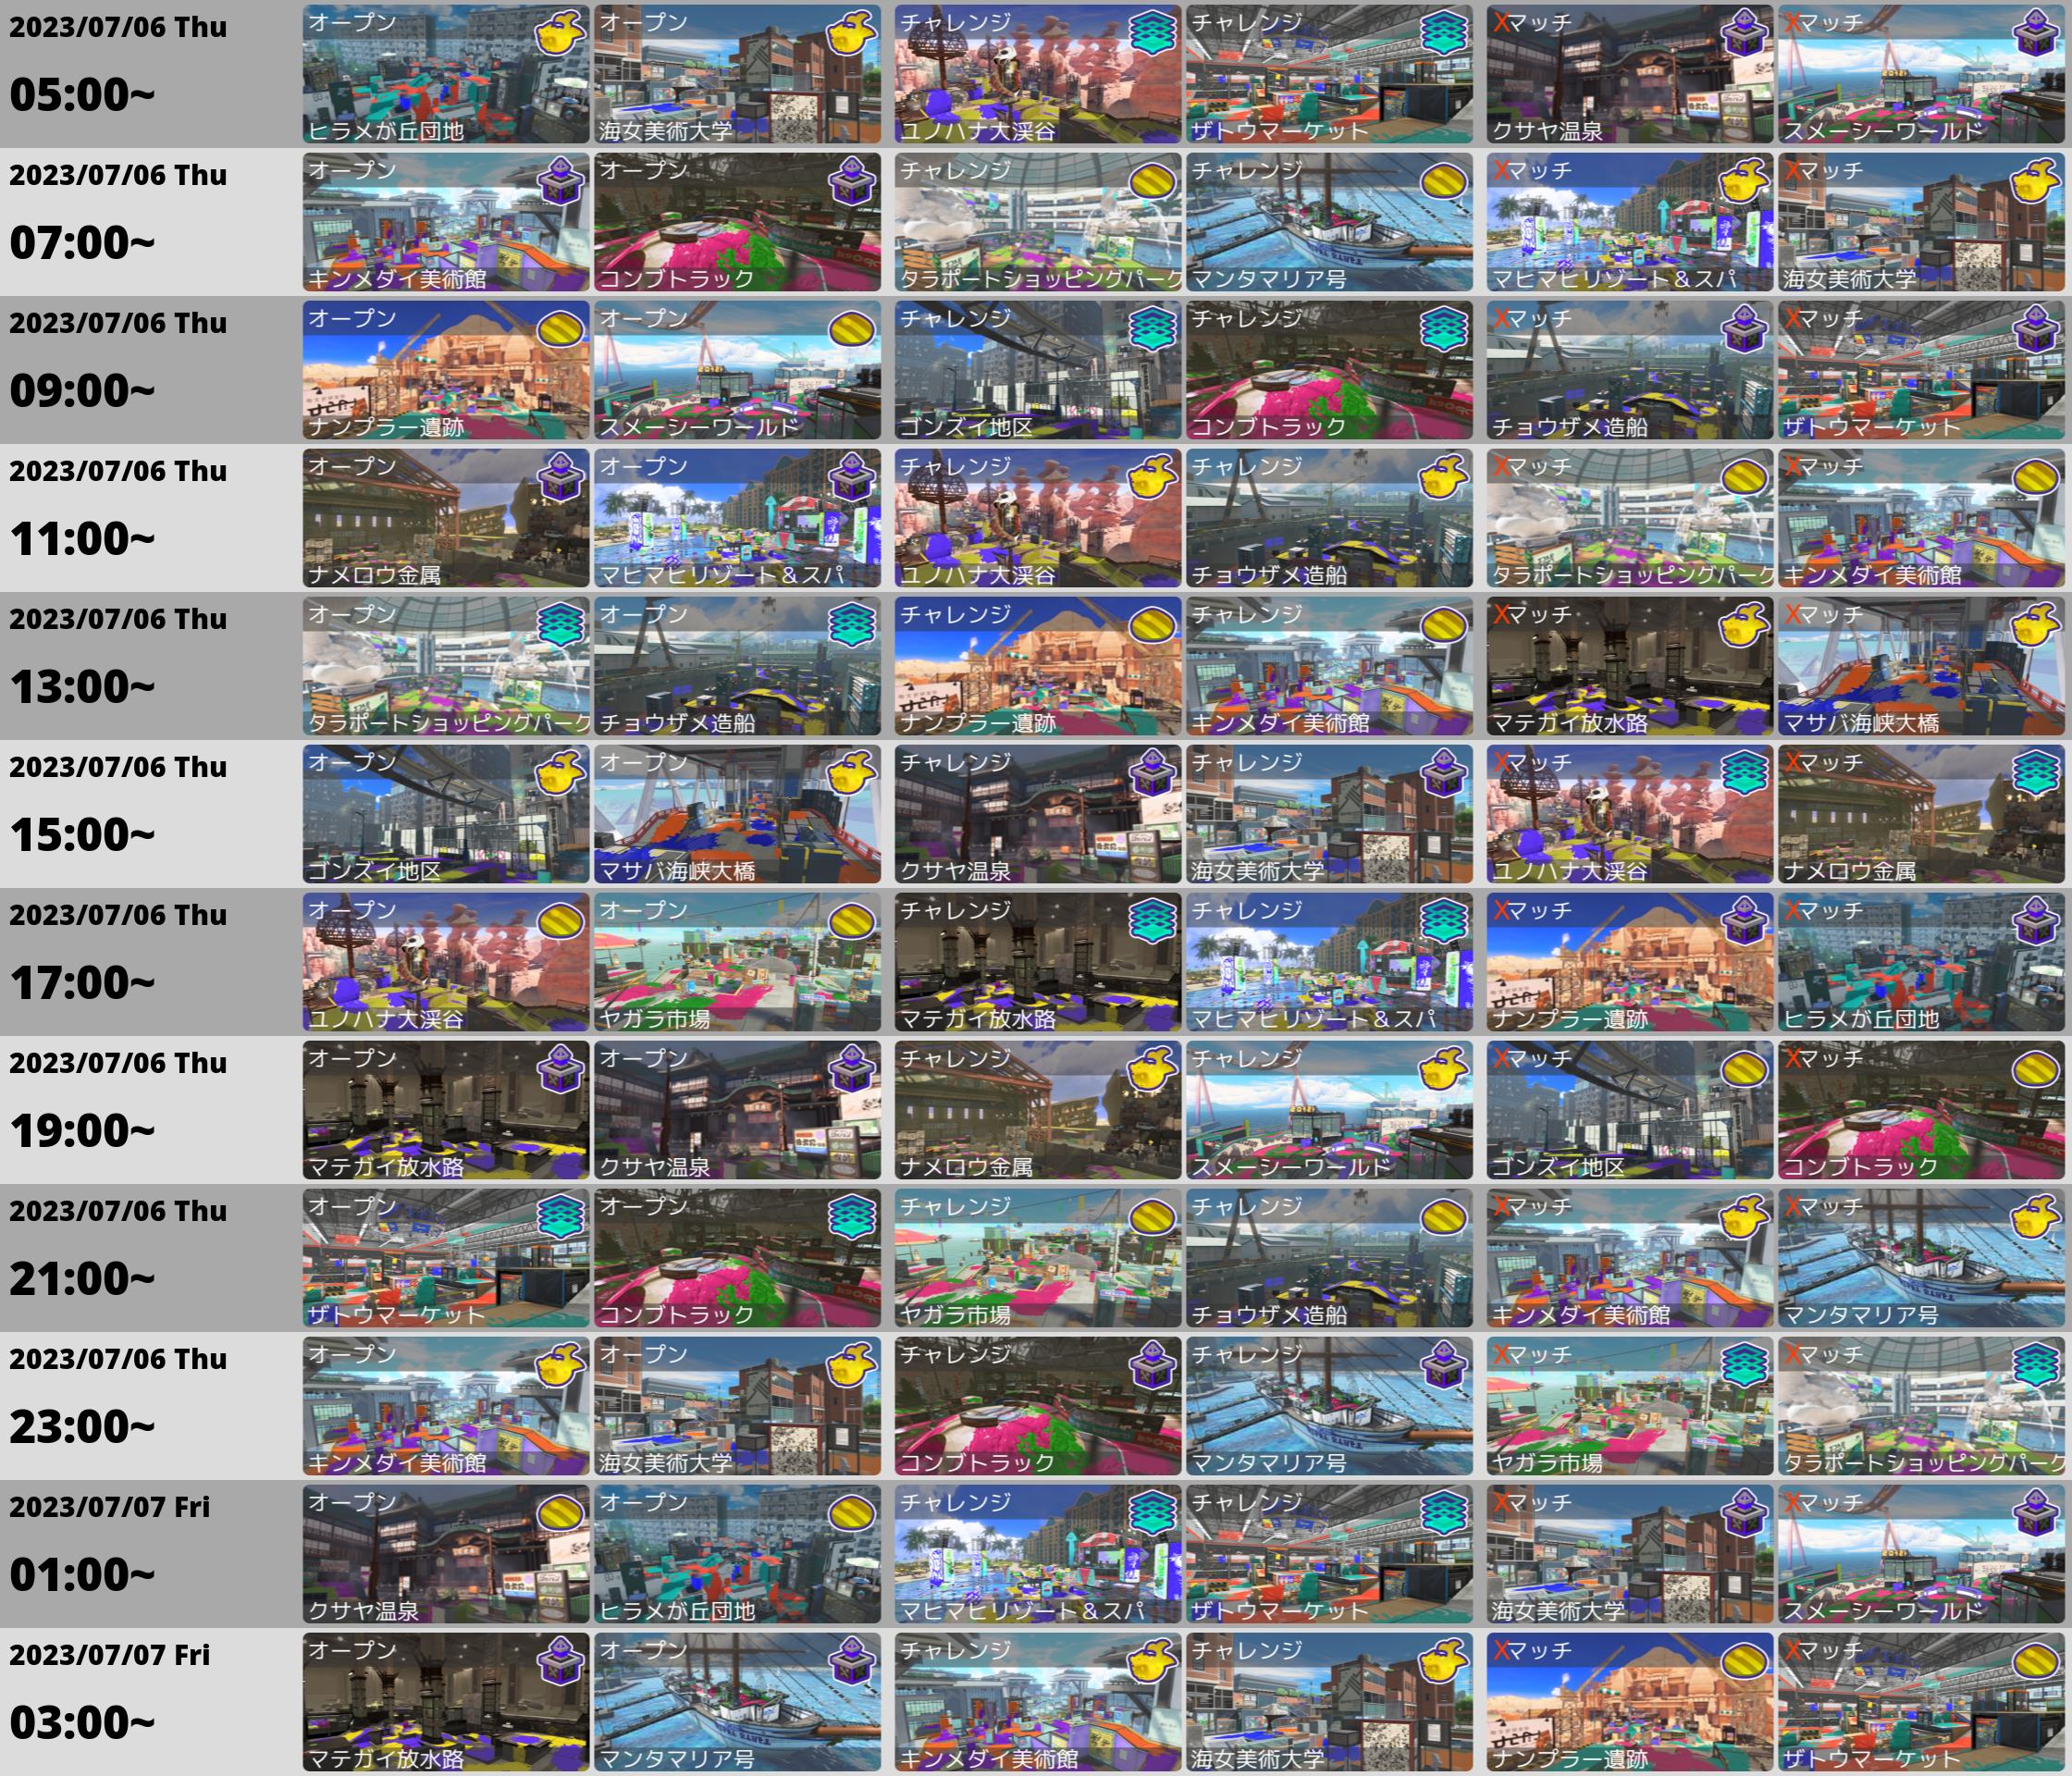 2023/07/06 Thu
05:00~
オープン オープン チャレンジ チャレンジ Xマッチ Xマッチ
ヒラメが丘団地 海女美術大学 ユノハナ大渓谷 ザトウマーケット クサヤ温泉 スメーシーワールド
2023/07/06 Thu
07:00~
オープン オープン チャレンジ チャレンジ Xマッチ Xマッチ
キンメダイ美術館 コンブトラック タラポートショッピングパーク マンタマリア号 マヒマヒリゾート&スパ 海女美術大学
2023/07/06 Thu
09:00~
オープン オープン チャレンジ チャレンジ Xマッチ Xマッチ
ナンプラー遺跡 スメーシーワールド ゴンズイ地区 コンブトラック チョウザメ造船 ザトウマーケット
2023/07/06 Thu
11:00~
オープン オープン チャレンジ チャレンジ Xマッチ Xマッチ
ナメロウ金属 マヒマヒリゾート&スパ ユノハナ大渓谷 チョウザメ造船 タラポートショッピングパーク キンメダイ美術館
2023/07/06 Thu
13:00~
オープン オープン チャレンジ チャレンジ Xマッチ Xマッチ
タラポートショッピングパーク チョウザメ造船 ナンプラー遺跡 キンメダイ美術館 マテガイ放水路 マサバ海峡大橋
2023/07/06 Thu
15:00~
オープン オープン チャレンジ チャレンジ Xマッチ Xマッチ
ゴンズイ地区 マサバ海峡大橋 クサヤ温泉 海女美術大学 ユノハナ大渓谷 ナメロウ金属
2023/07/06 Thu
17:00~
オープン オープン チャレンジ チャレンジ Xマッチ Xマッチ
ユノハナ大渓谷 ヤガラ市場 マテガイ放水路 マヒマヒリゾート&スパ ナンプラー遺跡 ヒラメが丘団地
2023/07/06 Thu
19:00~
オープン オープン チャレンジ チャレンジ Xマッチ Xマッチ
マテガイ放水路 クサヤ温泉 ナメロウ金属 スメーシーワールド ゴンズイ地区 コンブトラック
2023/07/06 Thu
21:00~
オープン オープン チャレンジ チャレンジ Xマッチ Xマッチ
ザトウマーケット コンブトラック ヤガラ市場 チョウザメ造船 キンメダイ美術館 マンタマリア号
2023/07/06 Thu
23:00~
オープン オープン チャレンジ チャレンジ Xマッチ Xマッチ
キンメダイ美術館 海女美術大学 コンブトラック マンタマリア号 ヤガラ市場 タラポートショッピングパーク
2023/07/07 Fri
01:00~
オープン オープン チャレンジ チャレンジ Xマッチ Xマッチ
クサヤ温泉 ヒラメが丘団地 マヒマヒリゾート&スパ ザトウマーケット 海女美術大学 スメーシーワールド
2023/07/07 Fri
03:00~
オープン オープン チャレンジ チャレンジ Xマッチ Xマッチ
マテガイ放水路 マンタマリア号 キンメダイ美術館 海女美術大学 ナンプラー遺跡 ザトウマーケット